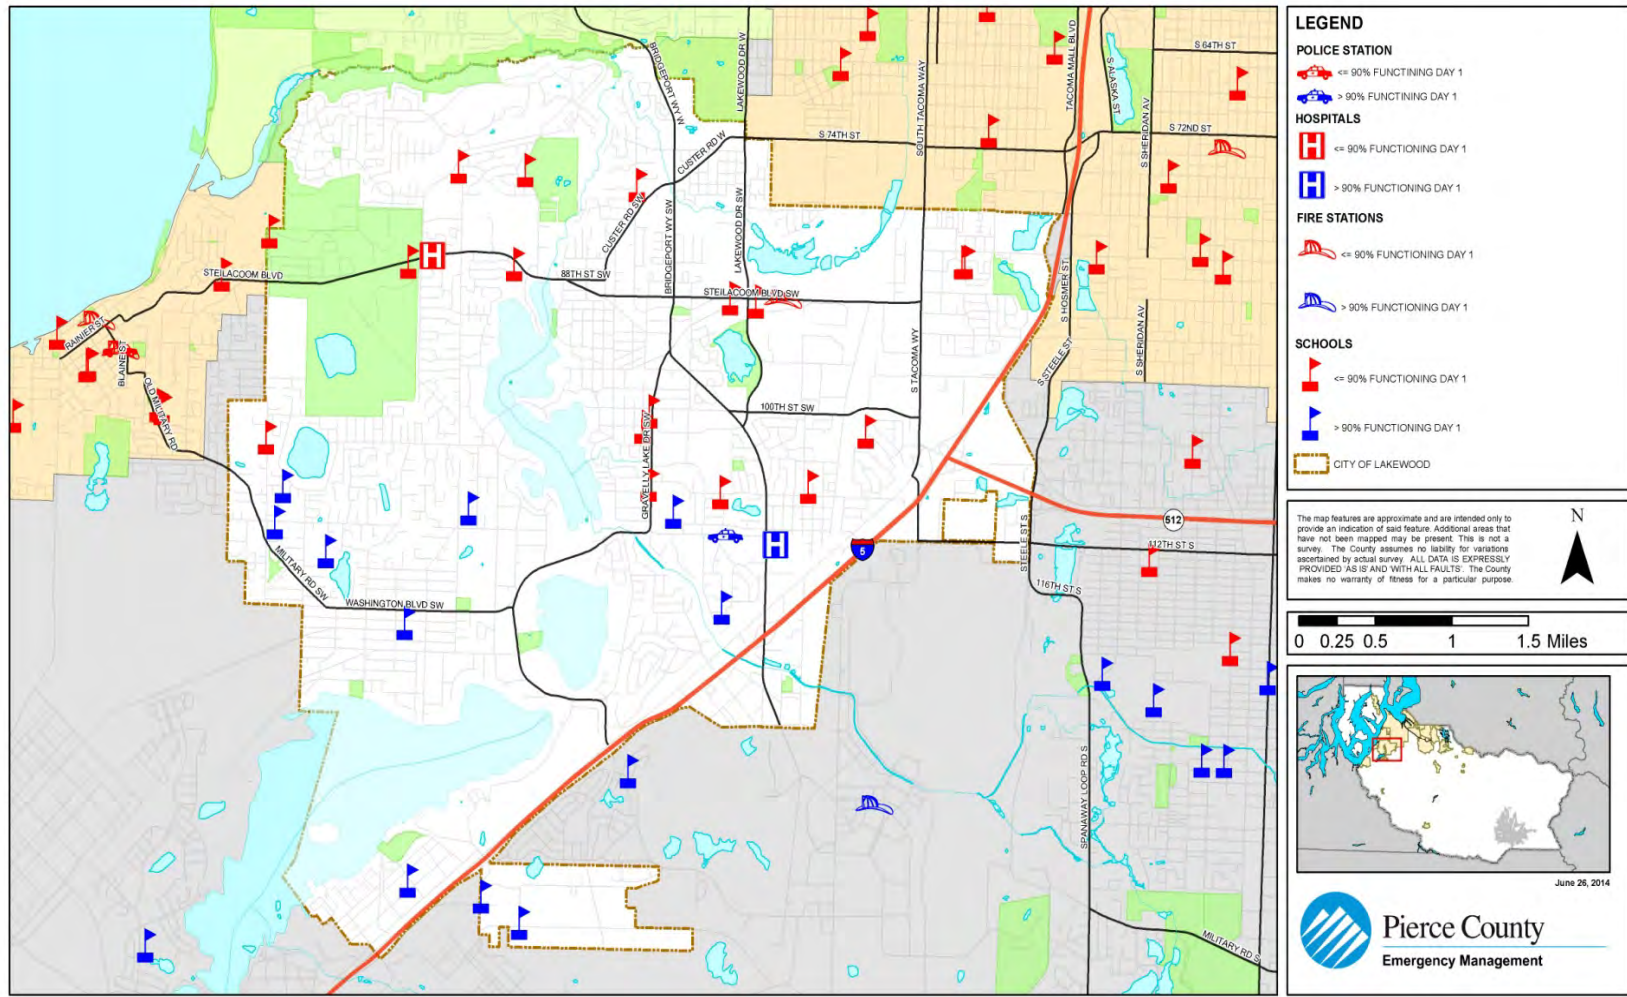 BRIDGEPORT WY W
LAKEWOOD DR W
SOUTH TACOMA WAY
TACOMA MALL BLVD
S ALASKA ST
S 64TH ST
S SHERIDAN AV
S 72ND ST
S 74TH ST
CUSTER RD W
CUSTER RD SW
BRIDGEPORT WY SW
LAKEWOOD DR SW
STEILACOOM BLVD
88TH ST SW
STEILACOOM BLVD SW
H
S HOSMER ST
S SHERIDAN AV
S STEELE ST
S TACOMA WY
RAINIER ST
BLAINE ST
OLD MILITARY RD
100TH ST SW
GRAVELLY LAKE DR SW
512
H
5
STEELE ST S
112TH ST S
MILITARY RD SW
WASHINGTON BLVD SW
116TH ST S
SPANAWAY LOOP RD S
MILITARY RD S
LEGEND
POLICE STATION
<= 90% FUNCTINING DAY 1
> 90% FUNCTINING DAY 1
HOSPITALS
H <= 90% FUNCTIONING DAY 1
H > 90% FUNCTIONING DAY 1
FIRE STATIONS
<= 90% FUNCTIONING DAY 1
> 90% FUNCTIONING DAY 1
SCHOOLS
<= 90% FUNCTIONING DAY 1
> 90% FUNCTIONING DAY 1
CITY OF LAKEWOOD
The map features are approximate and are intended only to
provide an indication of said feature. Additional areas that
have not been mapped may be present. This is not a
survey. The County assumes no liability for variations
ascertained by actual survey. ALL DATA IS EXPRESSLY
PROVIDED 'AS IS' AND 'WITH ALL FAULTS'. The County
makes no warranty of fitness for a particular purpose.
N
0 0.25 0.5 1 1.5 Miles
June 26, 2014
Pierce County
Emergency Management